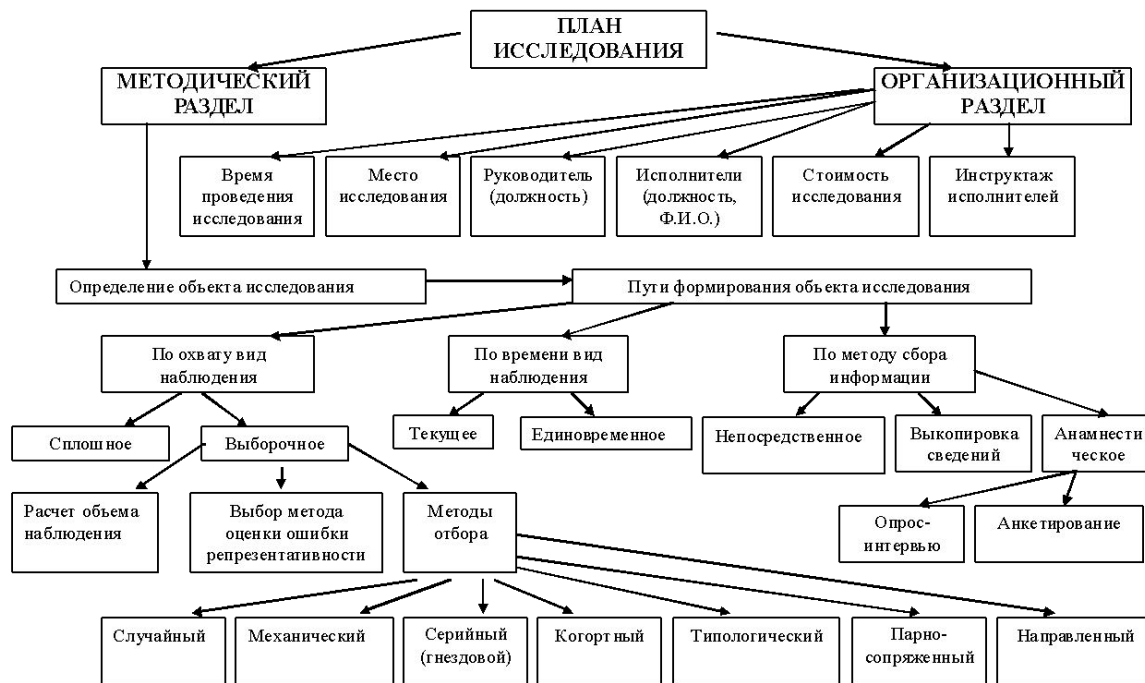 ПЛАН
ИССЛЕДОВАНИЯ
МЕТОДИЧЕСКИЙ
РАЗДЕЛ
ОРГАНИЗАЦИОННЫЙ
РАЗДЕЛ
Время
проведения
исследования
Место
исследования
Руководитель
(должность)
Исполнители
(должность,
Ф.И.О.)
Стоимость
исследования
Инструктаж
исполнителей
Определение объекта исследования
Пути формирования объекта исследования
По охвату вид
наблюдения
По времени вид
наблюдения
По методу сбора
информации
Сплошное
Выборочное
Текущее
Единовременное
Непосредственное
Выкопировка
сведений
Анамнести
ческое
Расчет объема
наблюдения
Выбор метода
оценки ошибки
репрезентативности
Методы
отбора
Опрос-
интервью
Анкетирование
Случайный
Механический
Серийный
(гнездовой)
Когортный
Типологический
Парно-
сопряженный
Направленный